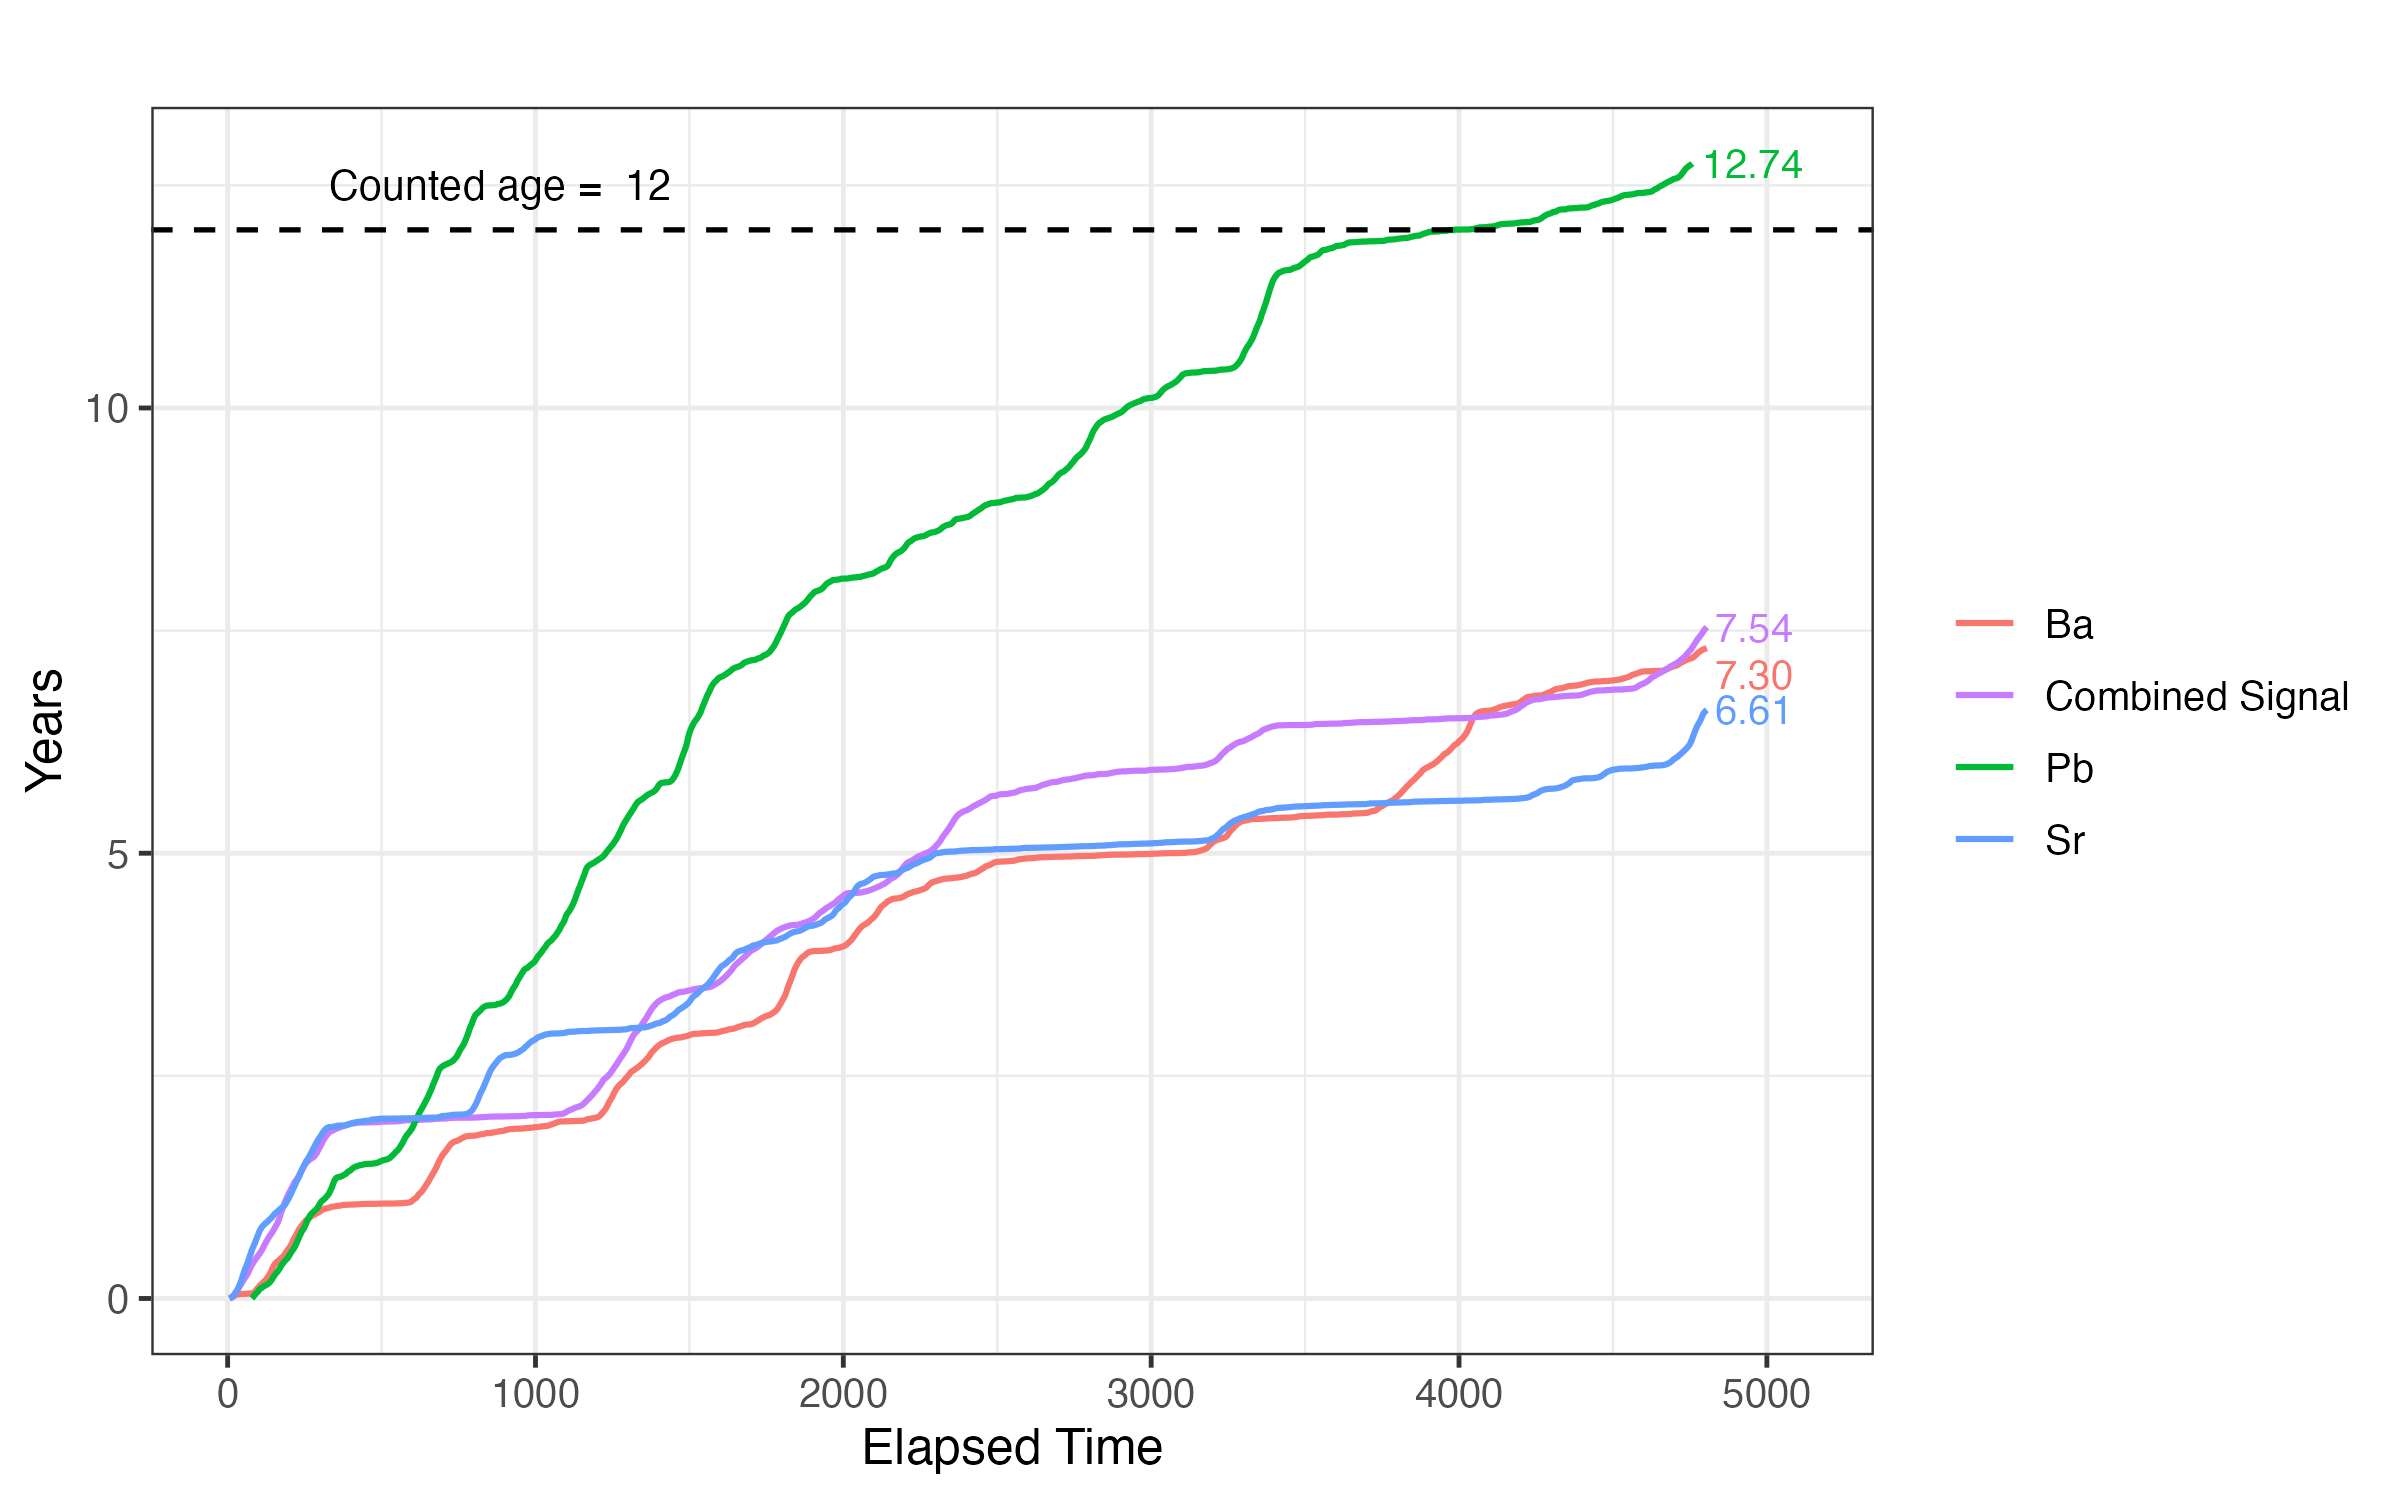 Counted age =  12
12.74
7.54
7.30
6.61
10
5
0
Years
0
1000
2000
3000
4000
5000
Elapsed Time
Ba
Combined Signal
Pb
Sr